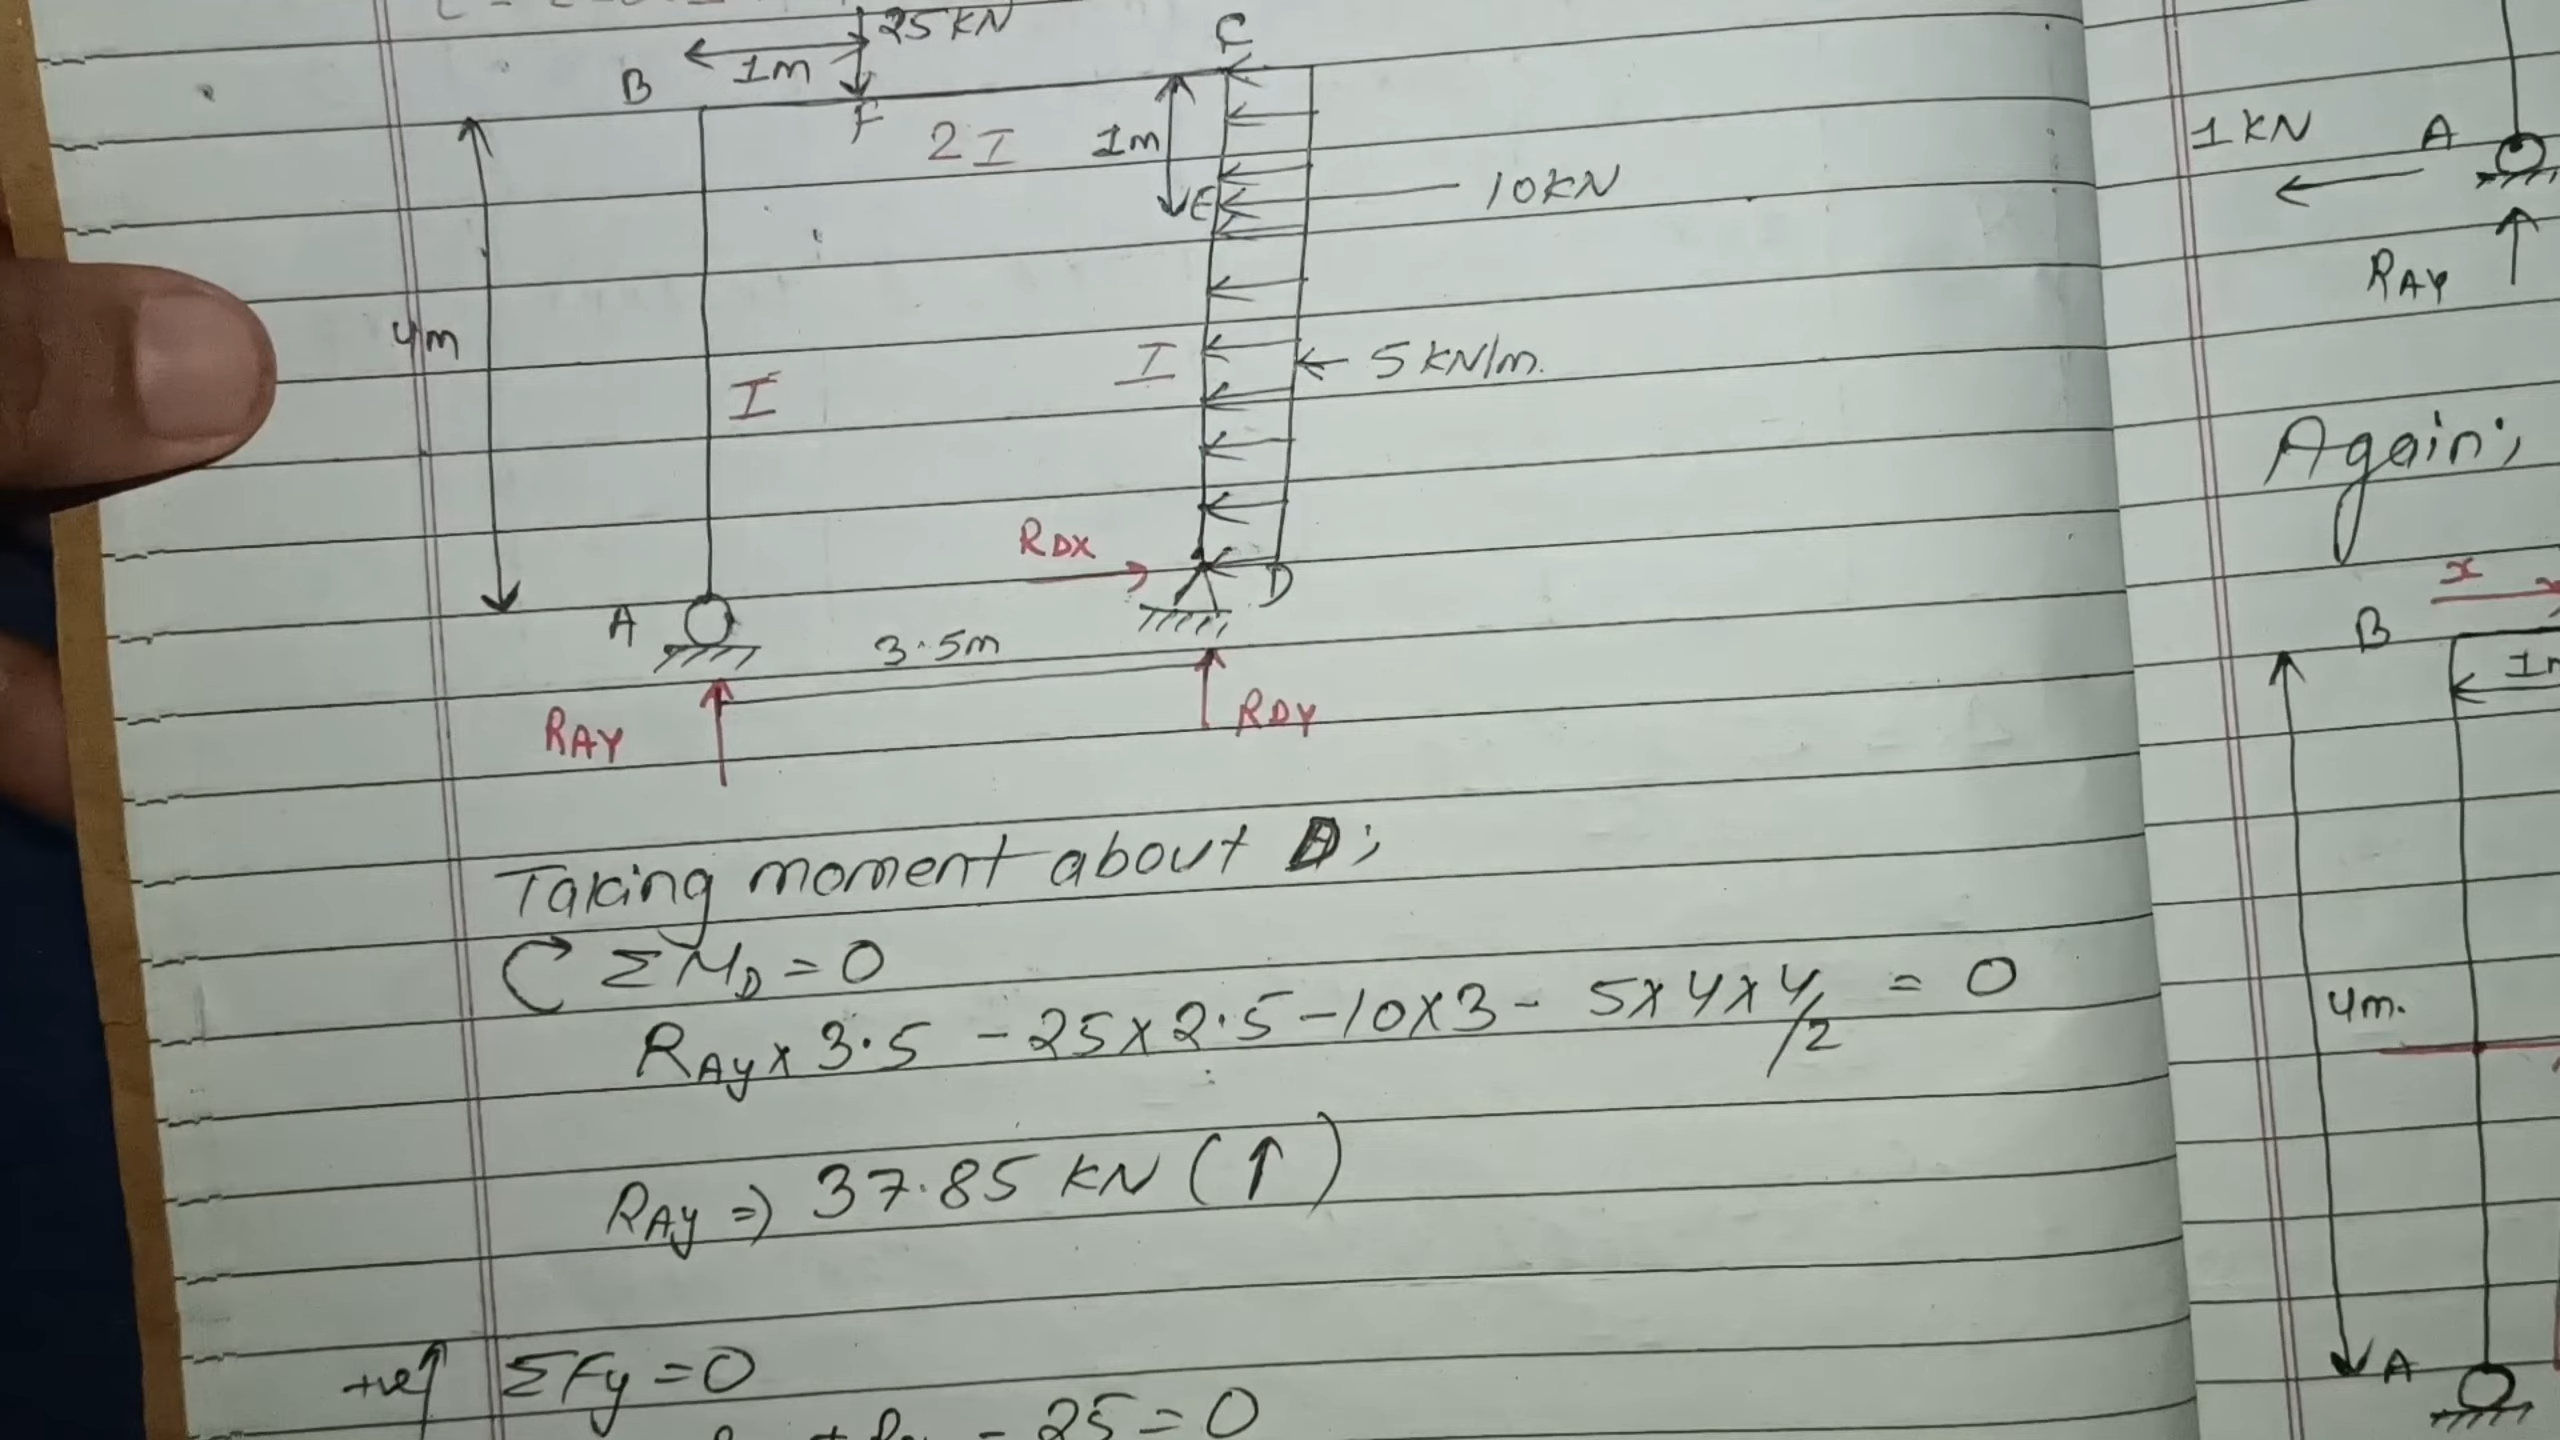 25 KN
C
B
1m
F
2I
1m
E
10KN
1KN
A
4m
I
I
5 KN/m.
RAY
Again;
RDX
D
A
3.5m
x
B
1m
RAY
RDY
Taking moment about D;
ΣMD = 0
RAy x 3.5 - 25 x 2.5 - 10 x 3 - 5 x 4 x 4/2 = 0
4m.
RAy => 37.85 KN (↑)
+ve ΣFy = 0
A
- 25 = 0